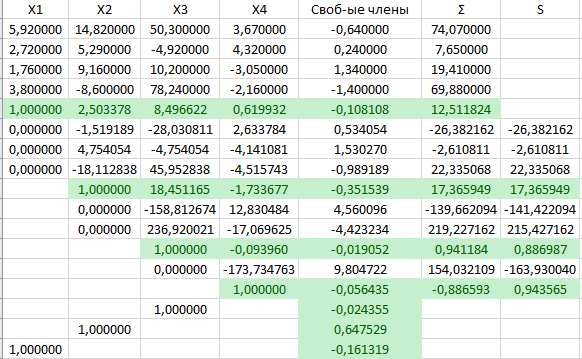 X1 X2 X3 X4 Своб-ые члены Σ S
5,920000 14,820000 50,300000 3,670000 -0,640000 74,070000
2,720000 5,290000 -4,920000 4,320000 0,240000 7,650000
1,760000 9,160000 10,200000 -3,050000 1,340000 19,410000
3,800000 -8,600000 78,240000 -2,160000 -1,400000 69,880000
1,000000 2,503378 8,496622 0,619932 -0,108108 12,511824
0,000000 -1,519189 -28,030811 2,633784 0,534054 -26,382162 -26,382162
0,000000 4,754054 -4,754054 -4,141081 1,530270 -2,610811 -2,610811
0,000000 -18,112838 45,952838 -4,515743 -0,989189 22,335068 22,335068
1,000000 18,451165 -1,733677 -0,351539 17,365949 17,365949
0,000000 -158,812674 12,830484 4,560096 -139,662094 -141,422094
0,000000 236,920021 -17,069625 -4,423234 219,227162 215,427162
1,000000 -0,093960 -0,019052 0,941184 0,886987
0,000000 -173,734763 9,804722 154,032109 -163,930040
1,000000 -0,056435 -0,886593 0,943565
1,000000 -0,024355
1,000000 0,647529
1,000000 -0,161319